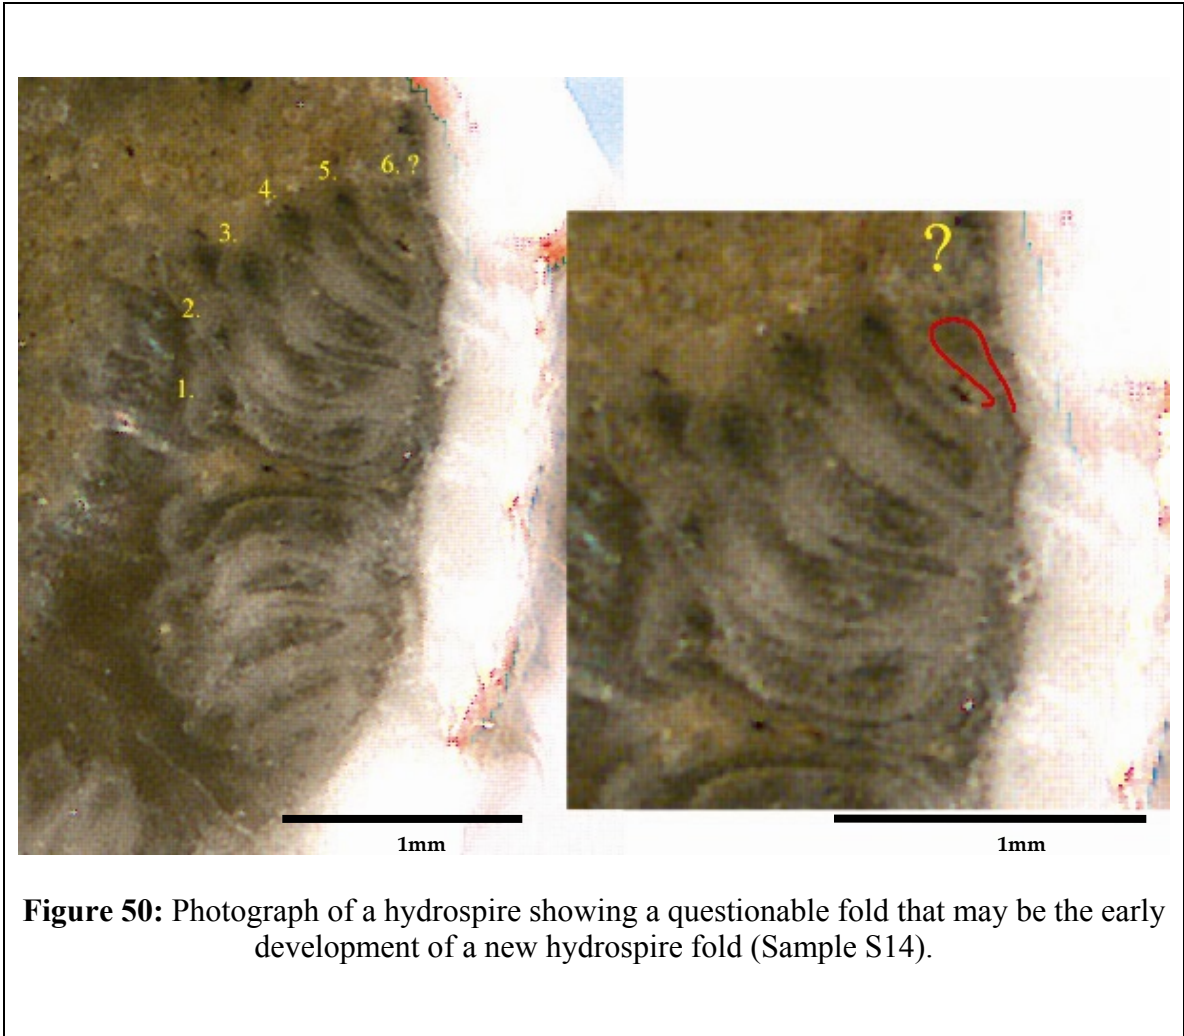 6. ?
5.
4.
3.
2.
1.
?
1mm
1mm
Figure 50: Photograph of a hydrospire showing a questionable fold that may be the early
development of a new hydrospire fold (Sample S14).